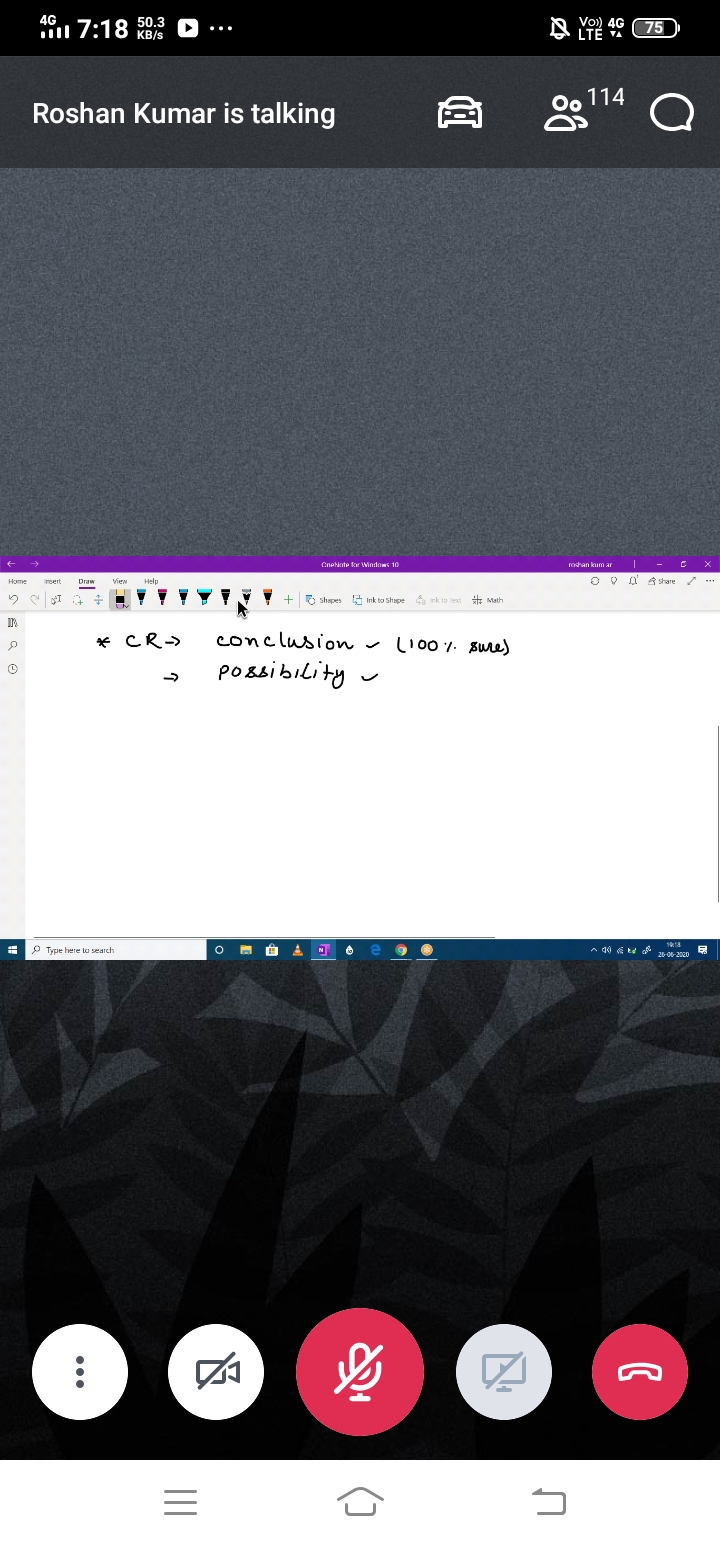 4G 7:18 50.3 KB/s ... Vo) LTE 4G 75
Roshan Kumar is talking 114
OneNote for Windows 10 roshan kum ar
Home Insert Draw View Help Share
Shapes Ink to Shape Ink to Text Math
* CR → conclusion ✓ (100% sure)
→ possibility ✓
Type here to search 19:18
26-06-2020